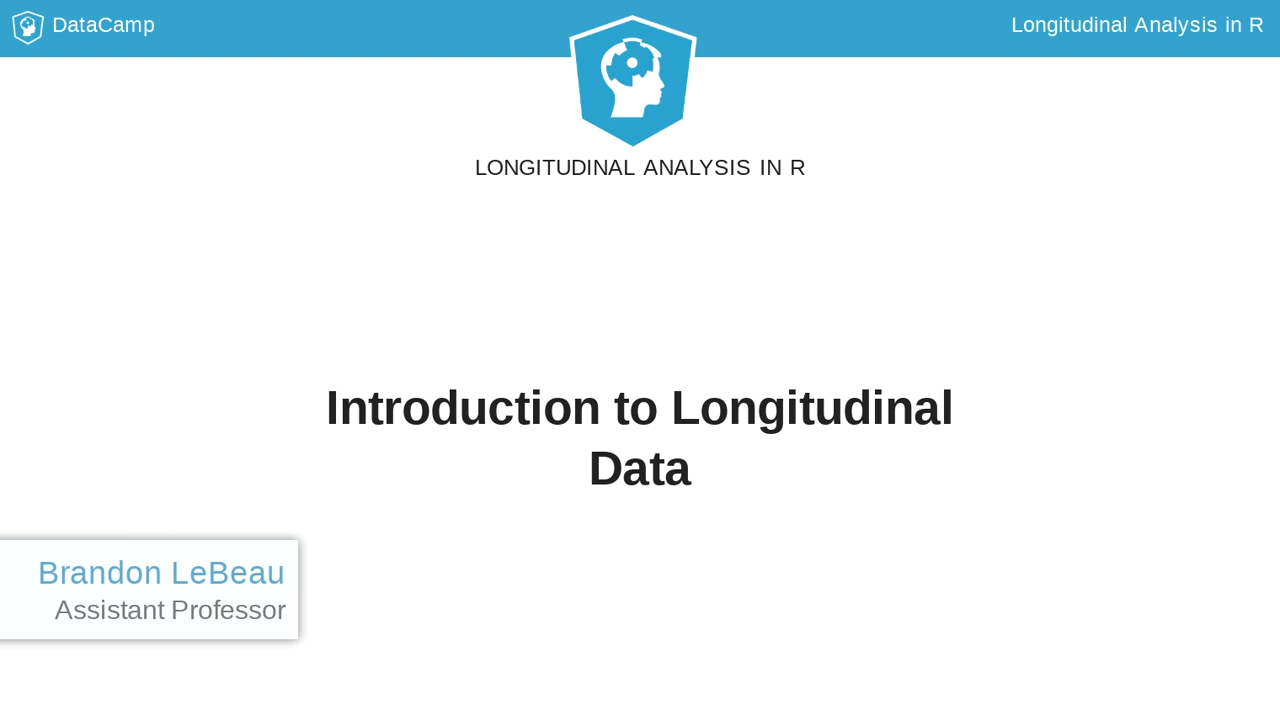 DataCamp
Longitudinal Analysis in R
LONGITUDINAL ANALYSIS IN R
Introduction to Longitudinal
Data
Brandon LeBeau
Assistant Professor